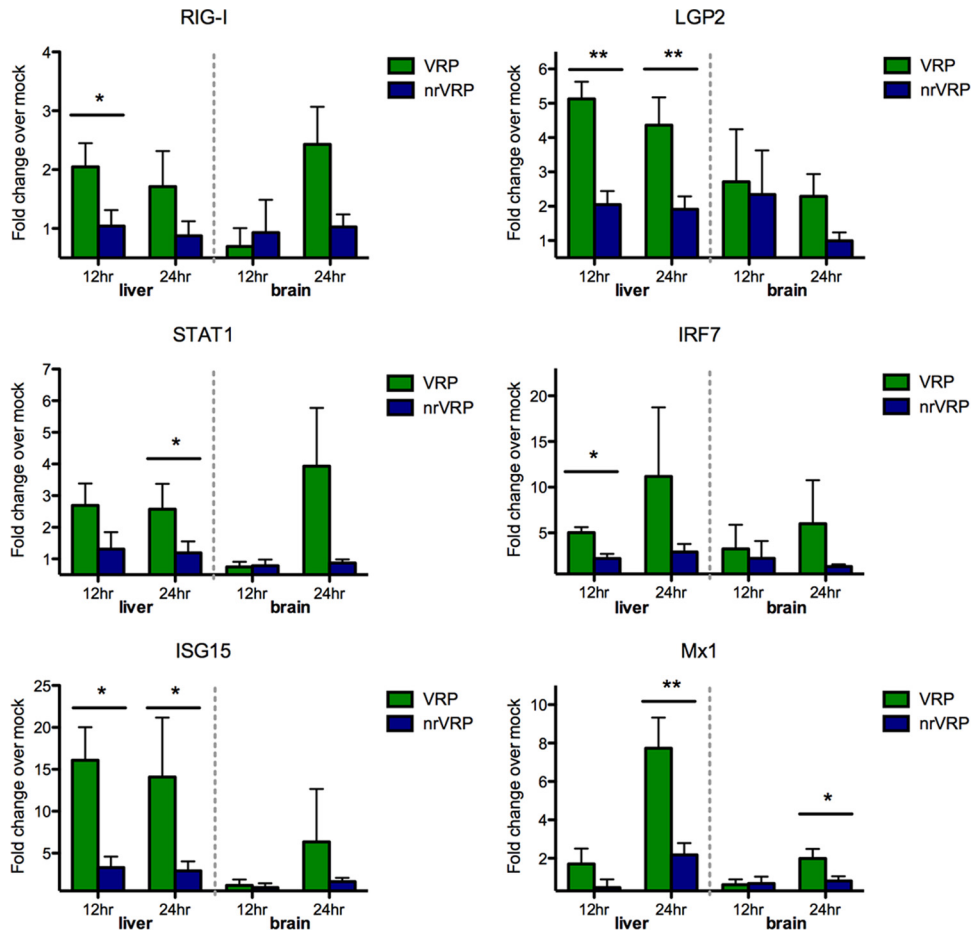 RIG-I
Fold change over mock
4
3
2
1
*
VRP
nrVRP
12hr 24hr 12hr 24hr
liver brain
LGP2
Fold change over mock
6
5
4
3
2
1
** **
VRP
nrVRP
12hr 24hr 12hr 24hr
liver brain
STAT1
Fold change over mock
7
6
5
4
3
2
1
*
VRP
nrVRP
12hr 24hr 12hr 24hr
liver brain
IRF7
Fold change over mock
20
15
10
5
*
VRP
nrVRP
12hr 24hr 12hr 24hr
liver brain
ISG15
Fold change over mock
25
20
15
10
5
* *
VRP
nrVRP
12hr 24hr 12hr 24hr
liver brain
Mx1
Fold change over mock
10
8
6
4
2
**
*
VRP
nrVRP
12hr 24hr 12hr 24hr
liver brain